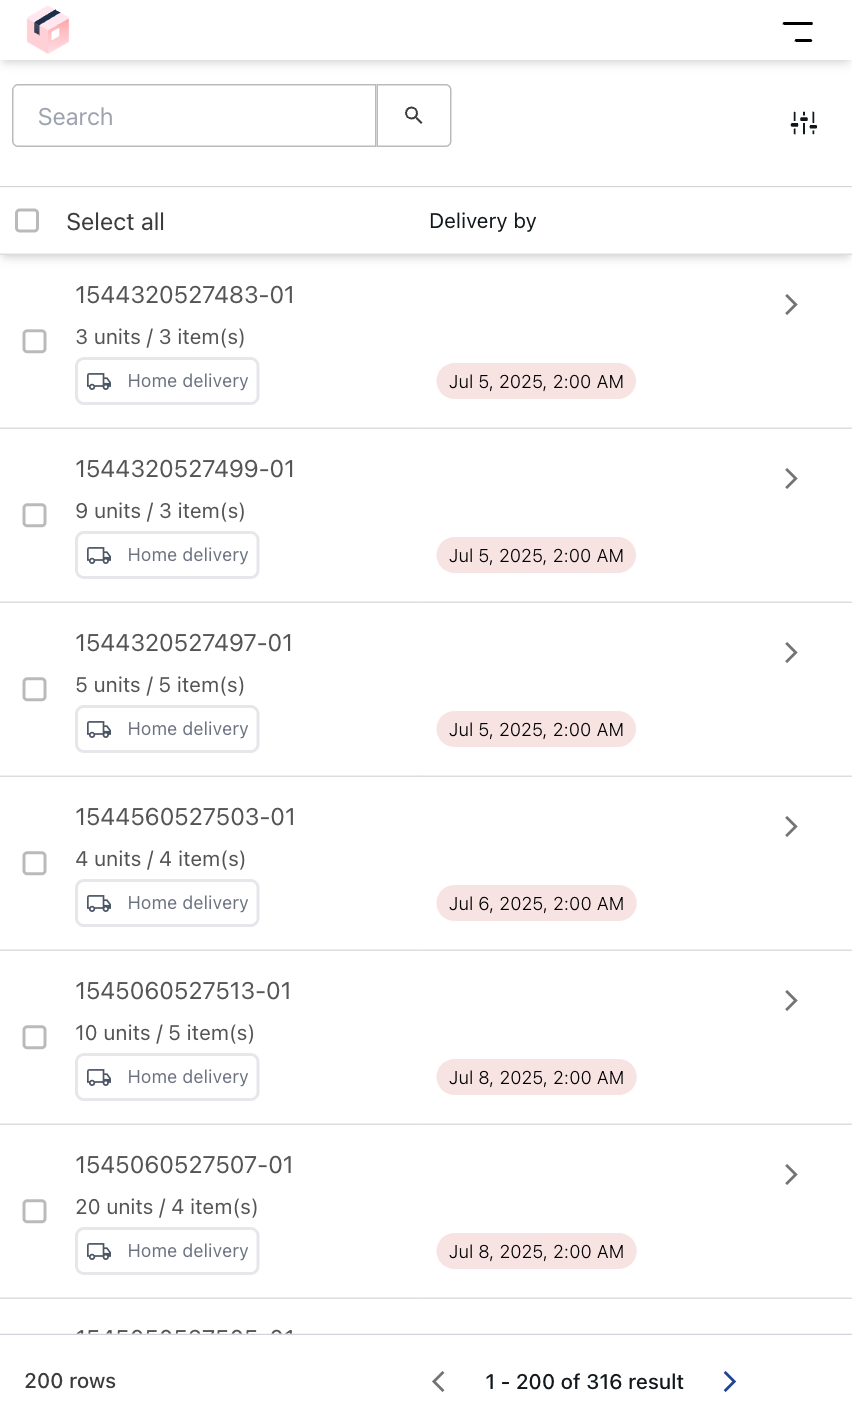 Search
Select all
Delivery by
1544320527483-01
3 units / 3 item(s)
Home delivery
Jul 5, 2025, 2:00 AM
1544320527499-01
9 units / 3 item(s)
Home delivery
Jul 5, 2025, 2:00 AM
1544320527497-01
5 units / 5 item(s)
Home delivery
Jul 5, 2025, 2:00 AM
1544560527503-01
4 units / 4 item(s)
Home delivery
Jul 6, 2025, 2:00 AM
1545060527513-01
10 units / 5 item(s)
Home delivery
Jul 8, 2025, 2:00 AM
1545060527507-01
20 units / 4 item(s)
Home delivery
Jul 8, 2025, 2:00 AM
200 rows
1 - 200 of 316 result